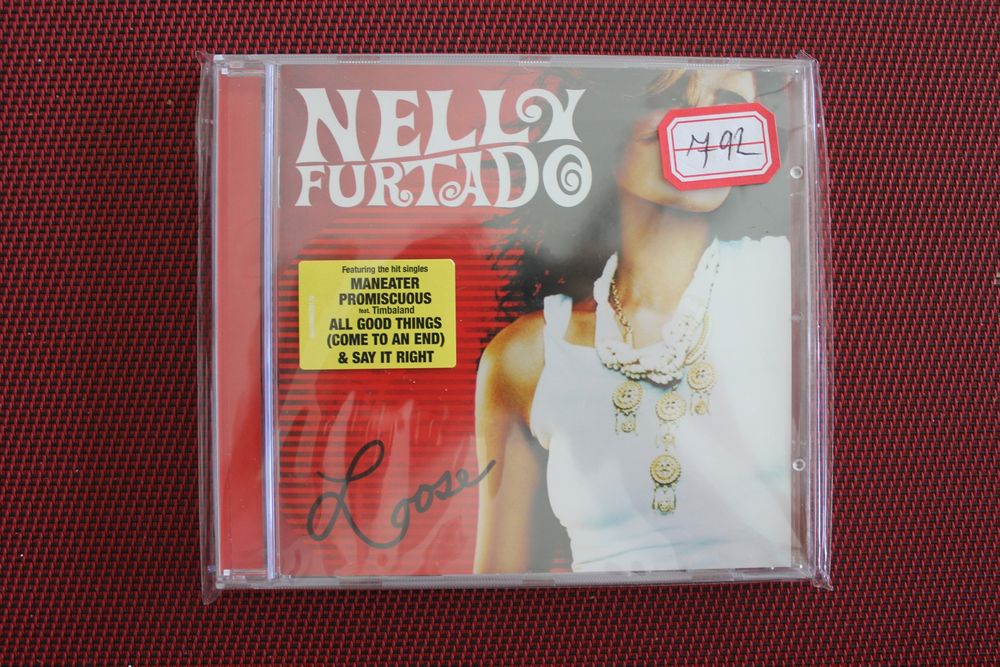 NELLY
FURTADO
792
Featuring the hit singles
MANEATER
PROMISCUOUS
feat. Timbaland
ALL GOOD THINGS
(COME TO AN END)
& SAY IT RIGHT
Loose